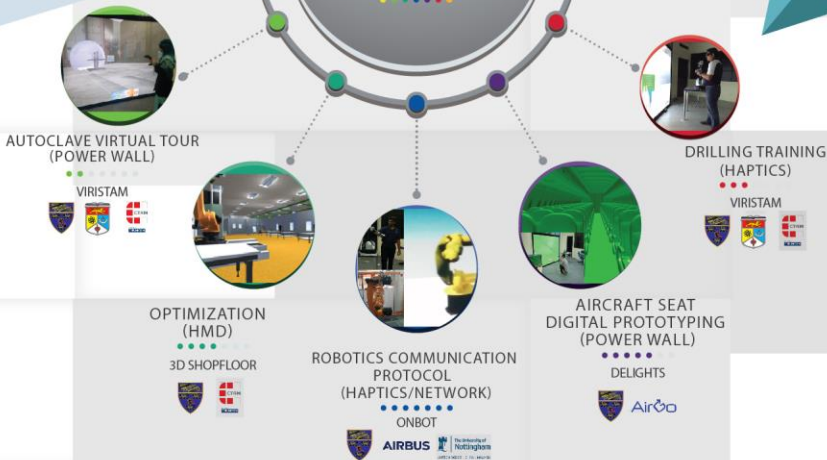 AUTOCLAVE VIRTUAL TOUR
(POWER WALL)
VIRISTAM
OPTIMIZATION
(HMD)
3D SHOPFLOOR
ROBOTICS COMMUNICATION
PROTOCOL
(HAPTICS/NETWORK)
ONBOT
AIRBUS
The University of
Nottingham
AIRCRAFT SEAT
DIGITAL PROTOTYPING
(POWER WALL)
DELIGHTS
AirGo
DRILLING TRAINING
(HAPTICS)
VIRISTAM